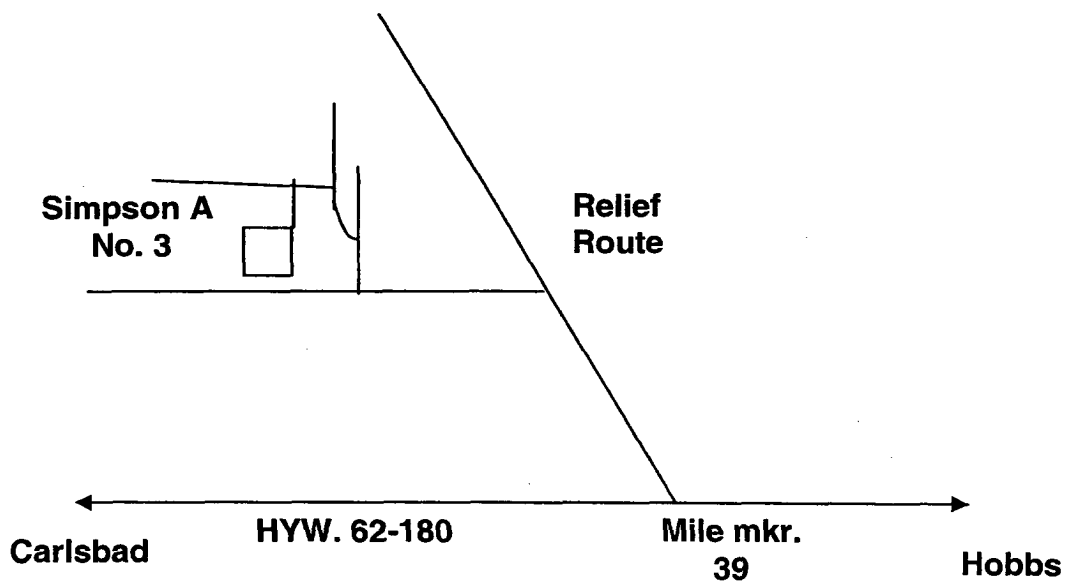 Simpson A
No. 3
Relief
Route
HYW. 62-180
Mile mkr.
39
Carlsbad
Hobbs